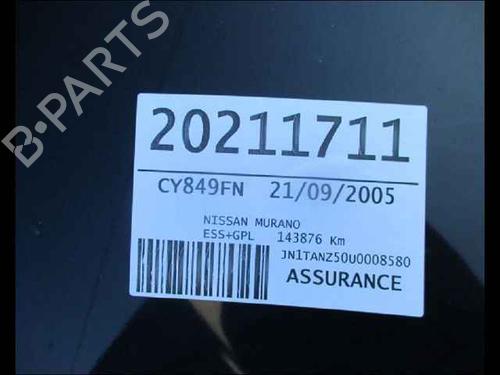 B-PARTS
20211711
CY849FN 21/09/2005
NISSAN MURANO
ESS+GPL 143876 Km
JN1TANZ50U0008580
ASSURANCE